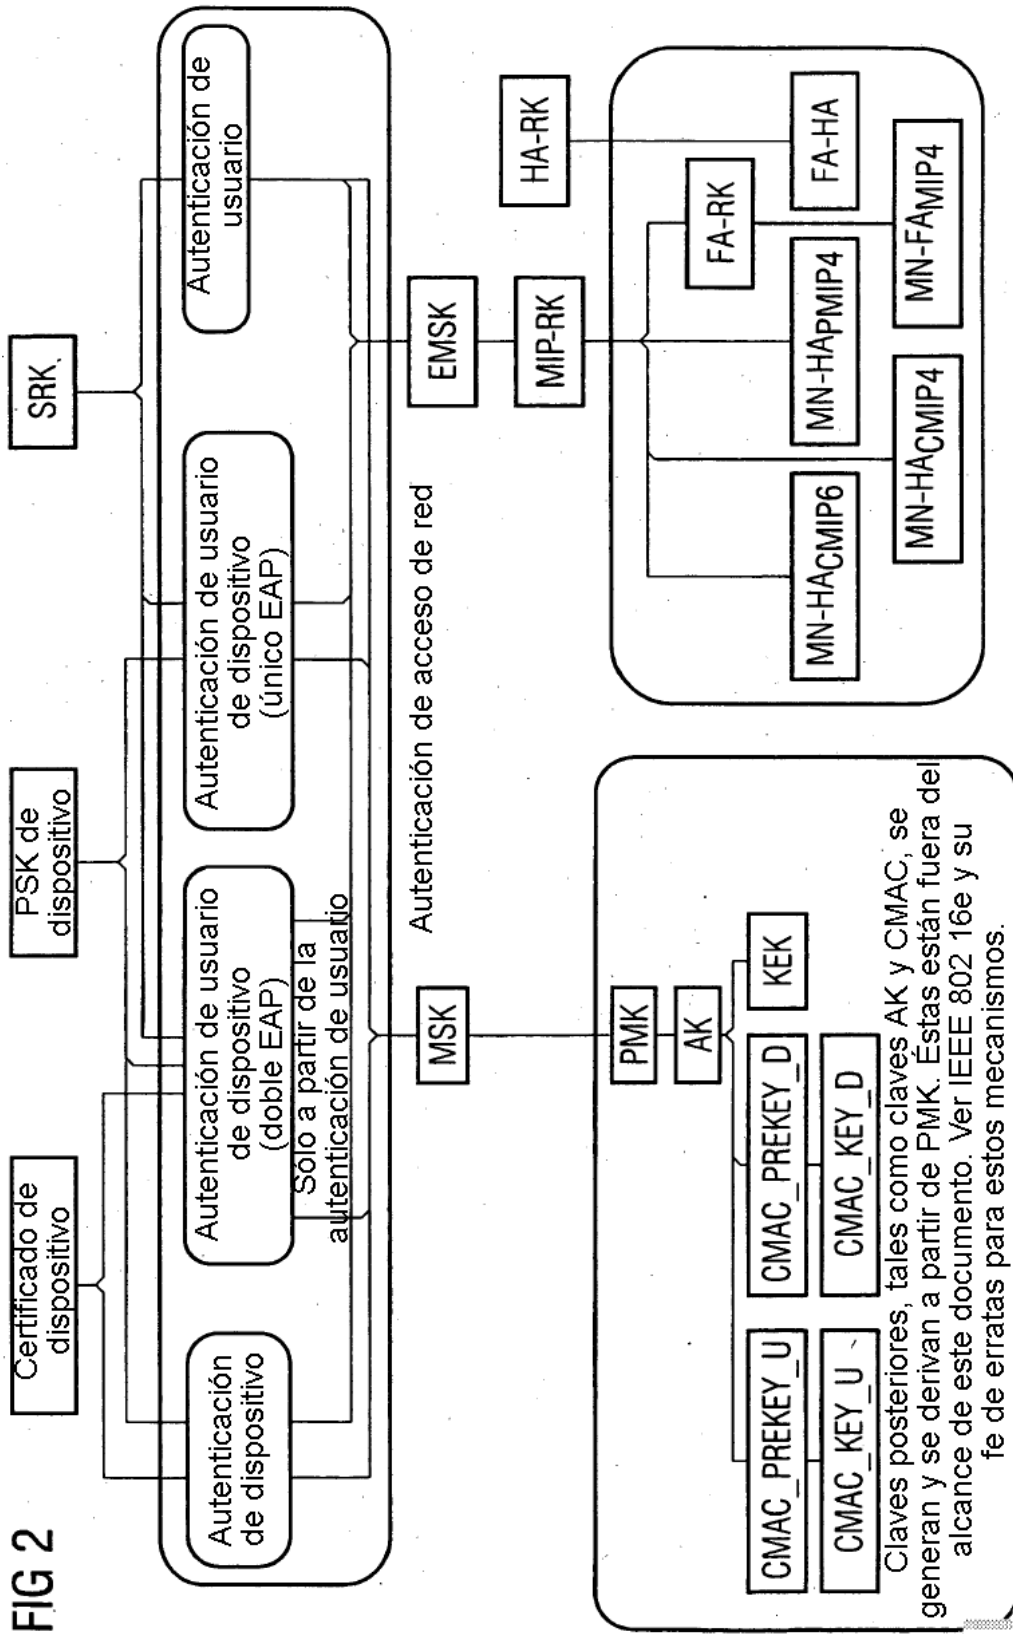 FIG 2
Certificado de
dispositivo
PSK de
dispositivo
SRK
Autenticación
de dispositivo
Autenticación de usuario
de dispositivo
(doble EAP)
Sólo a partir de la
autenticación de usuario
Autenticación de usuario
de dispositivo
(único EAP)
Autenticación de
usuario
Autenticación de acceso de red
MSK
EMSK
MIP-RK
HA-RK
PMK
AK
CMAC_PREKEY_U
CMAC_PREKEY_D
KEK
CMAC_KEY_U
CMAC_KEY_D
Claves posteriores, tales como claves AK y CMAC, se
generan y se derivan a partir de PMK. Éstas están fuera del
alcance de este documento. Ver IEEE 802 16e y su
fe de erratas para estos mecanismos.
FA-RK
MN-HACMIP6
MN-HAPMIP4
FA-HA
MN-HACMIP4
MN-FAMIP4